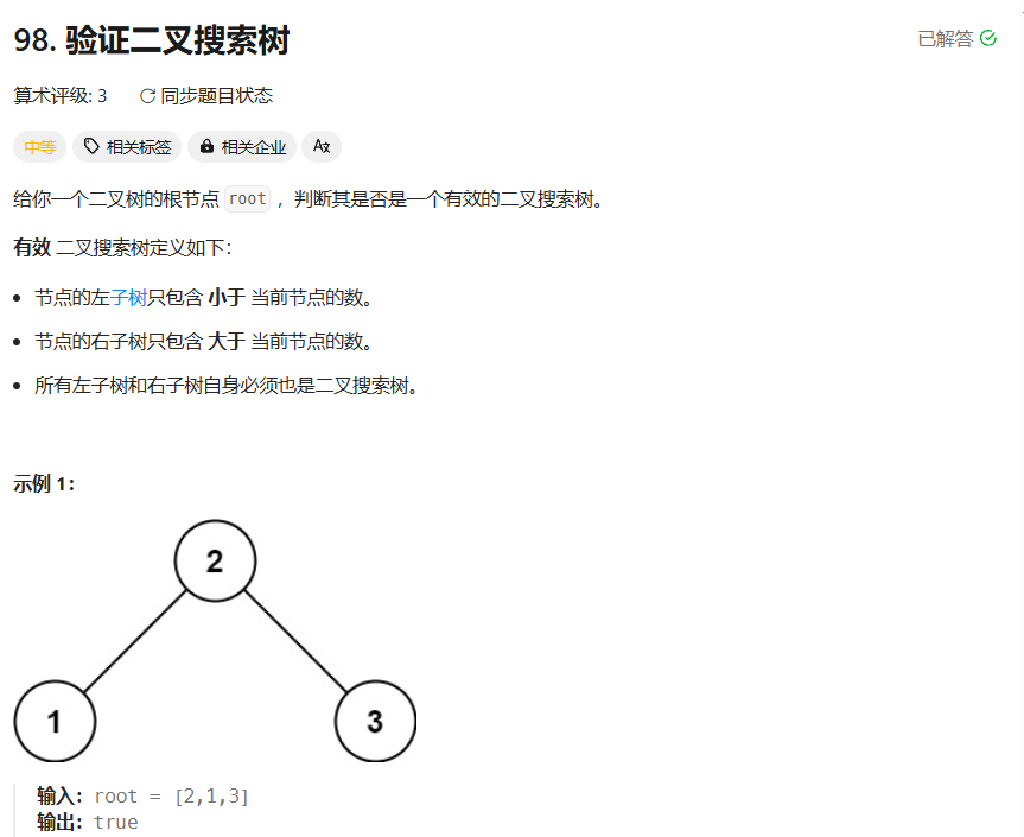 98. 验证二叉搜索树
已解答
算术评级: 3 同步题目状态
中等 相关标签 相关企业 Ax
给你一个二叉树的根节点 root ，判断其是否是一个有效的二叉搜索树。
有效 二叉搜索树定义如下：
• 节点的左子树只包含 小于 当前节点的数。
• 节点的右子树只包含 大于 当前节点的数。
• 所有左子树和右子树自身必须也是二叉搜索树。
示例 1：
2
1 3
输入：root = [2,1,3]
输出：true